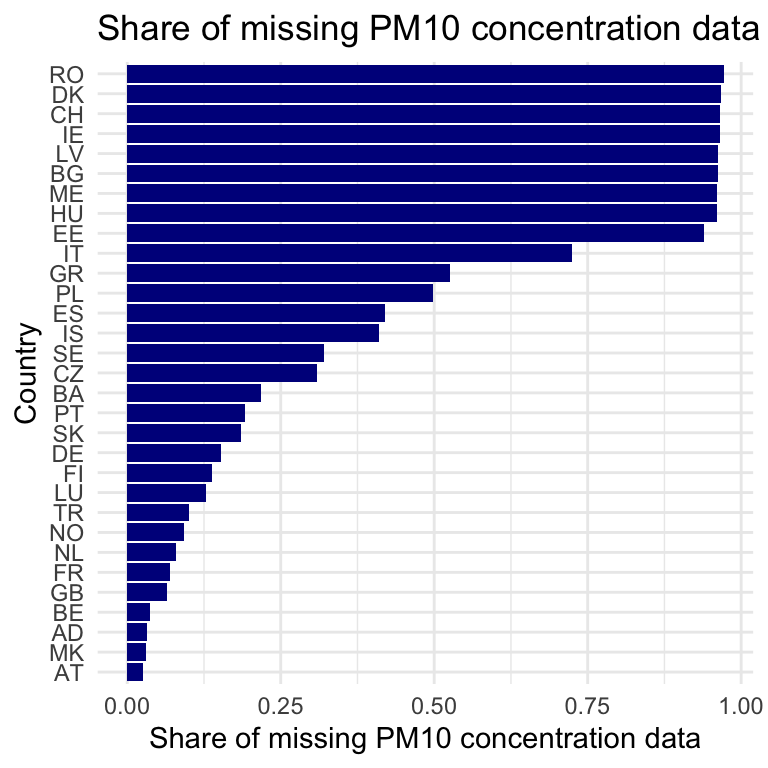 Share of missing PM10 concentration data
Country
RO
DK
CH
IE
LV
BG
ME
HU
EE
IT
GR
PL
ES
IS
SE
CZ
BA
PT
SK
DE
FI
LU
TR
NO
NL
FR
GB
BE
AD
MK
AT
0.00 0.25 0.50 0.75 1.00
Share of missing PM10 concentration data